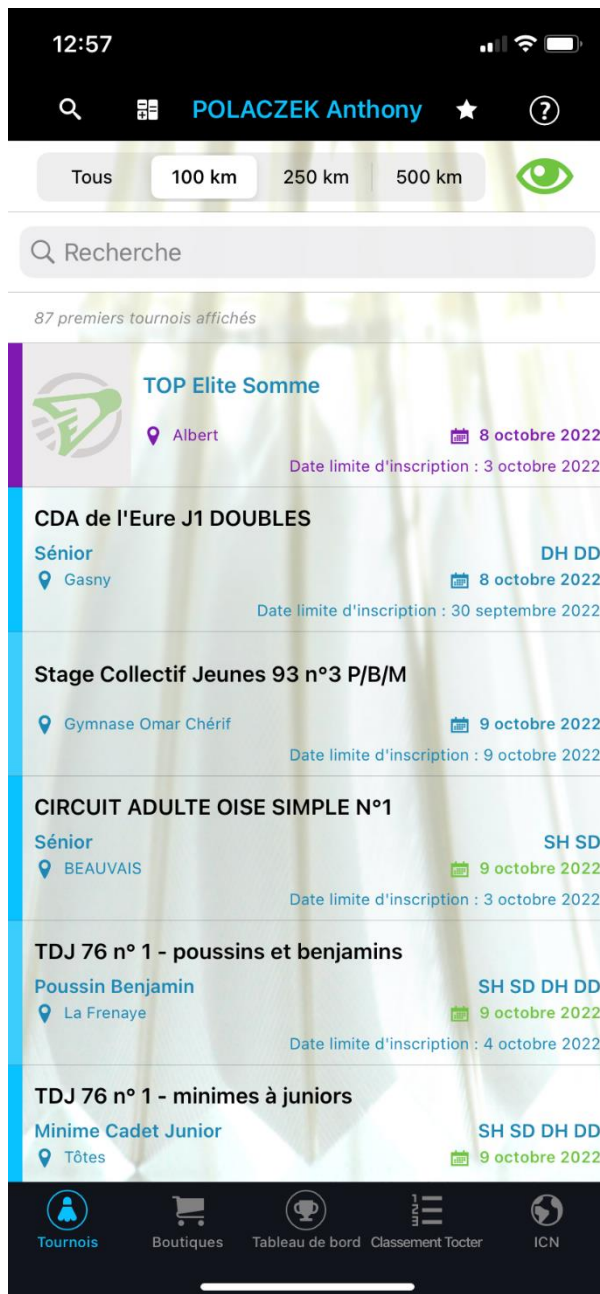 12:57
POLACZEK Anthony
Tous 100 km 250 km 500 km
Recherche
87 premiers tournois affichés
TOP Elite Somme
Albert 8 octobre 2022
Date limite d'inscription : 3 octobre 2022
CDA de l'Eure J1 DOUBLES
Sénior DH DD
Gasny 8 octobre 2022
Date limite d'inscription : 30 septembre 2022
Stage Collectif Jeunes 93 n°3 P/B/M
Gymnase Omar Chérif 9 octobre 2022
Date limite d'inscription : 9 octobre 2022
CIRCUIT ADULTE OISE SIMPLE N°1
Sénior SH SD
BEAUVAIS 9 octobre 2022
Date limite d'inscription : 3 octobre 2022
TDJ 76 n° 1 - poussins et benjamins
Poussin Benjamin SH SD DH DD
La Frenaye 9 octobre 2022
Date limite d'inscription : 4 octobre 2022
TDJ 76 n° 1 - minimes à juniors
Minime Cadet Junior SH SD DH DD
Tôtes 9 octobre 2022
Tournois Boutiques Tableau de bord Classement Tocter ICN